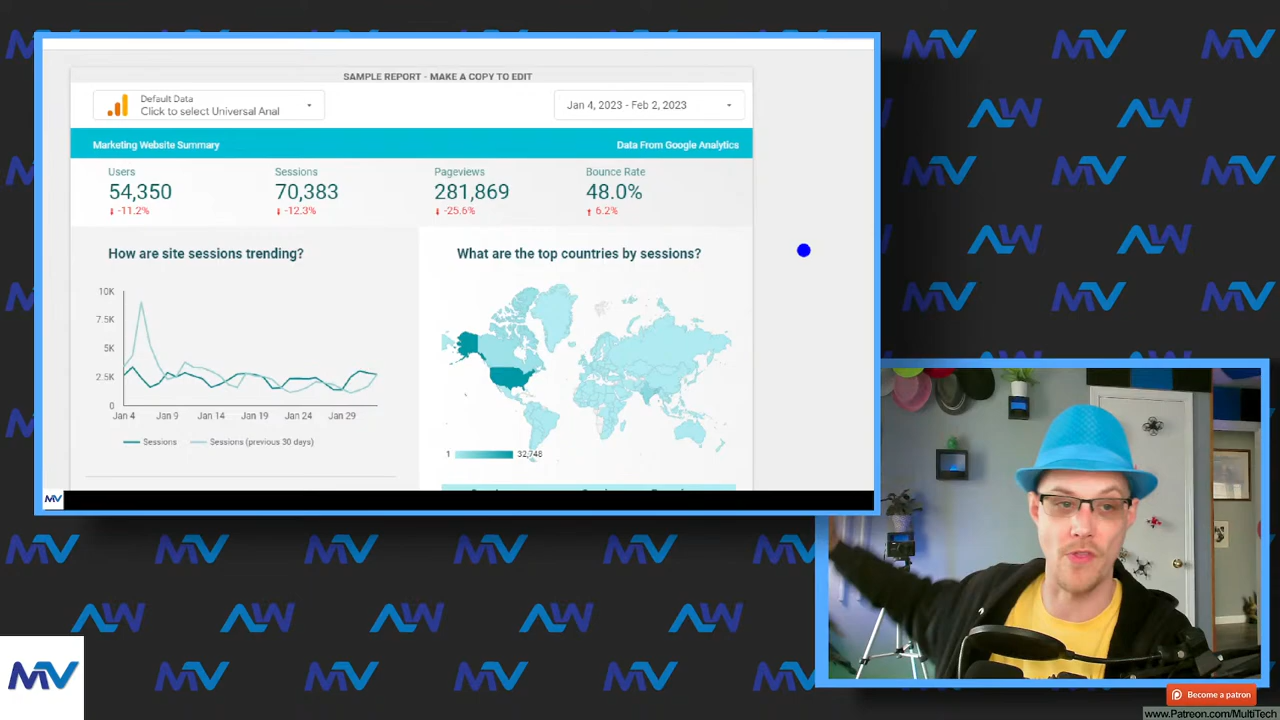 SAMPLE REPORT - MAKE A COPY TO EDIT
Default Data
Click to select Universal Anal
Jan 4, 2023 - Feb 2, 2023
Marketing Website Summary
Data From Google Analytics
Users
Sessions
Pageviews
Bounce Rate
54,350
70,383
281,869
48.0%
-11.2%
-12.3%
-25.6%
6.2%
How are site sessions trending?
What are the top countries by sessions?
10K
7.5K
5K
2.5K
0
Jan 4
Jan 9
Jan 14
Jan 19
Jan 24
Jan 29
Sessions
Sessions (previous 30 days)
1
32,748
Become a patron
www.Patreon.com/MultiTech